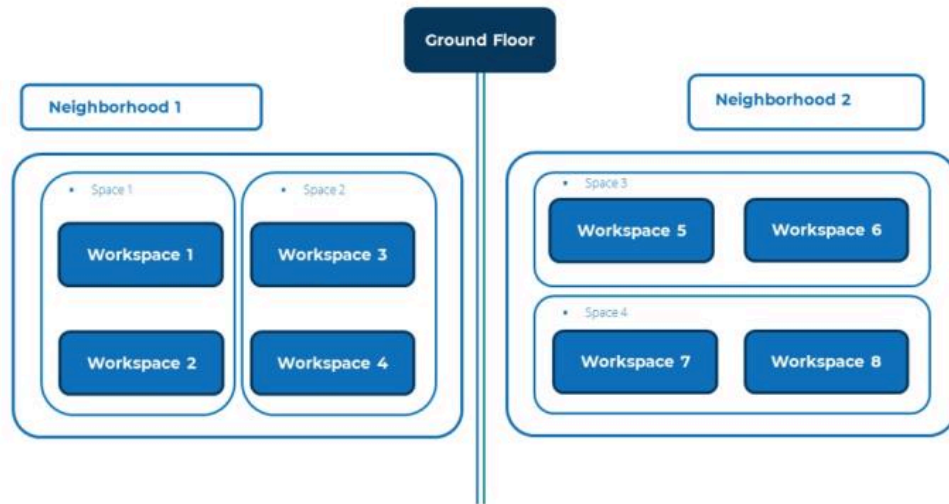 Ground Floor
Neighborhood 1
Neighborhood 2
• Space 1
• Space 2
Workspace 1
Workspace 3
Workspace 2
Workspace 4
• Space 3
Workspace 5
Workspace 6
• Space 4
Workspace 7
Workspace 8